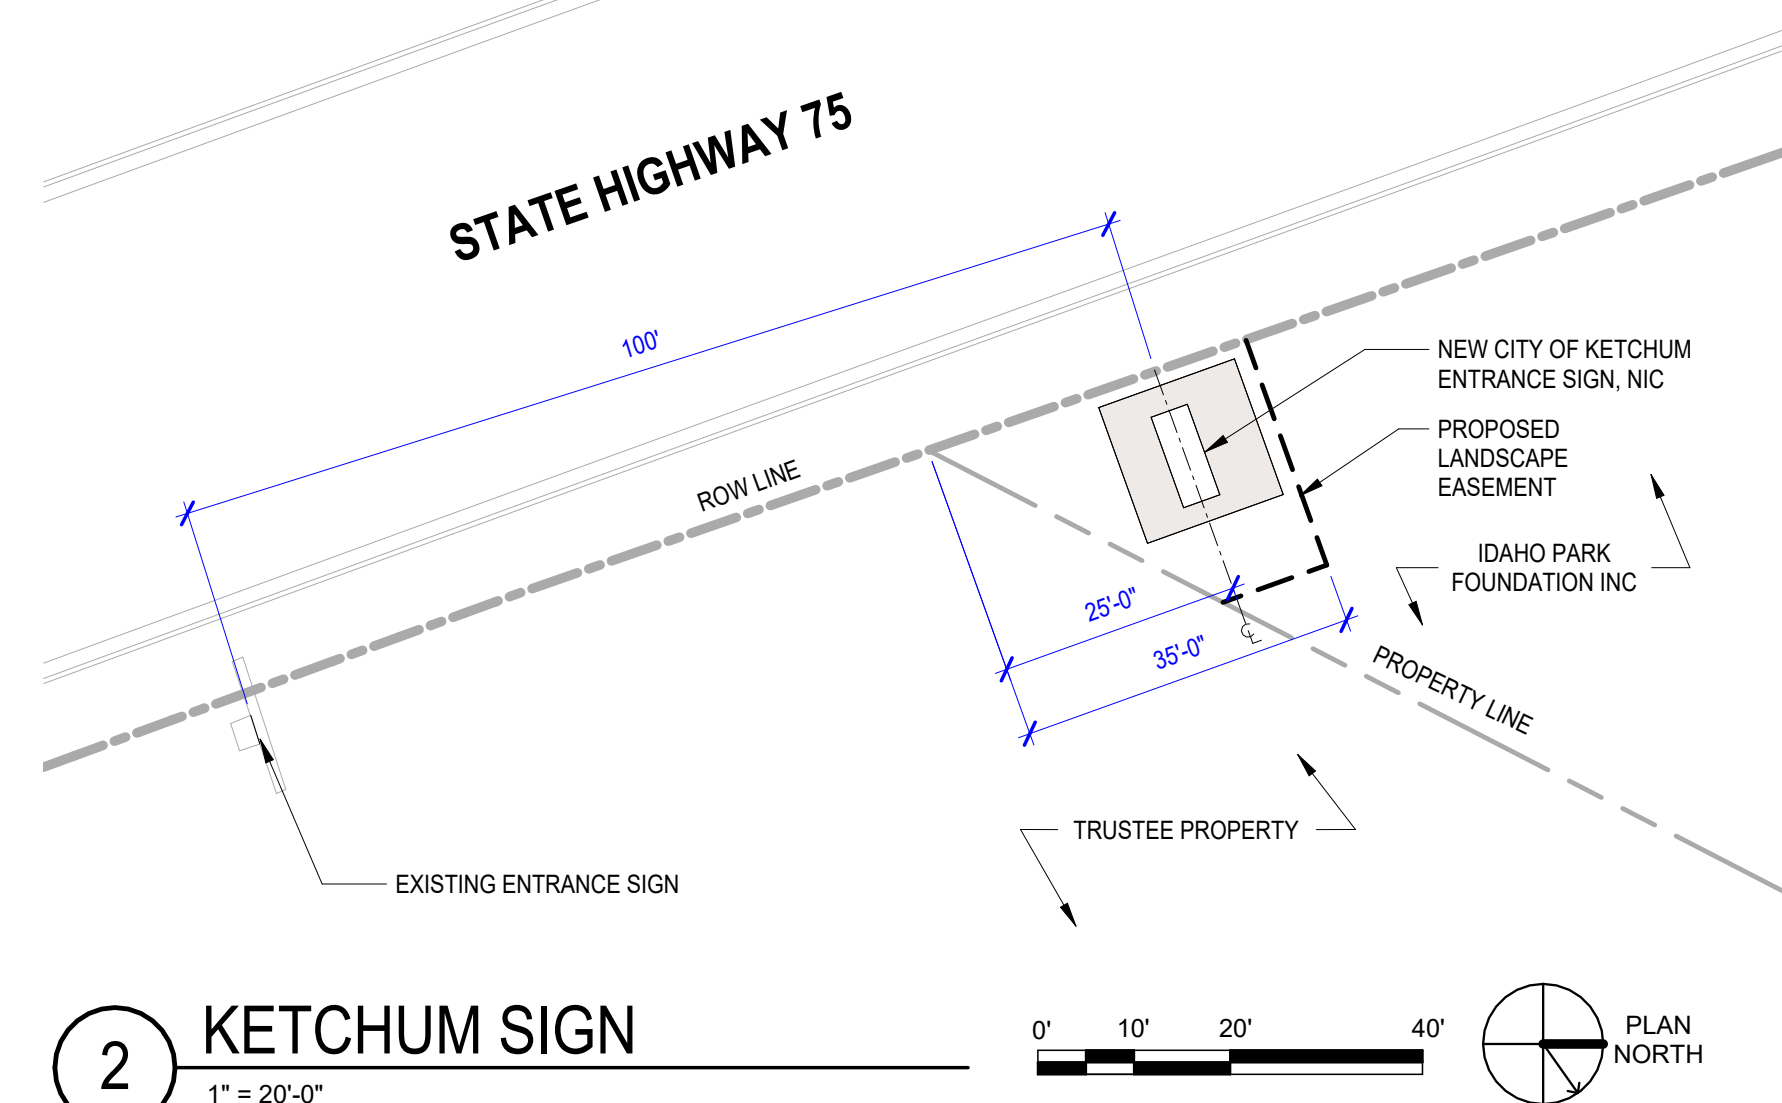 STATE HIGHWAY 75
100'
ROW LINE
NEW CITY OF KETCHUM
ENTRANCE SIGN, NIC
PROPOSED
LANDSCAPE
EASEMENT
IDAHO PARK
FOUNDATION INC
25'-0"
35'-0"
℄
PROPERTY LINE
TRUSTEE PROPERTY
EXISTING ENTRANCE SIGN
2
KETCHUM SIGN
1" = 20'-0"
0' 10' 20' 40'
PLAN
NORTH